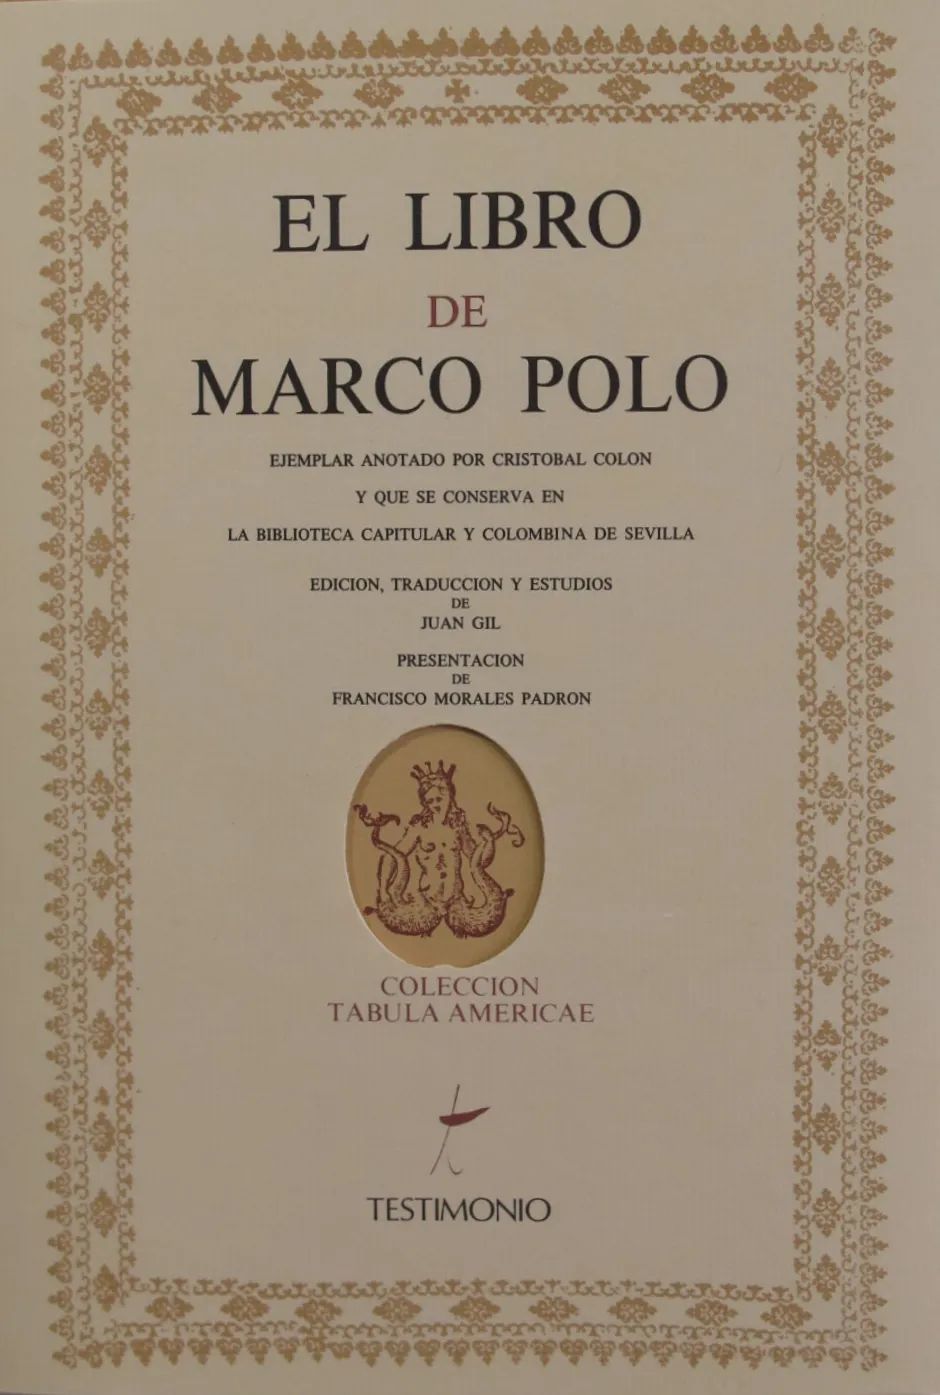 EL LIBRO
DE
MARCO POLO
EJEMPLAR ANOTADO POR CRISTOBAL COLON
Y QUE SE CONSERVA EN
LA BIBLIOTECA CAPITULAR Y COLOMBINA DE SEVILLA
EDICION, TRADUCCION Y ESTUDIOS
DE
JUAN GIL
PRESENTACION
DE
FRANCISCO MORALES PADRON
COLECCION
TABULA AMERICAE
TESTIMONIO